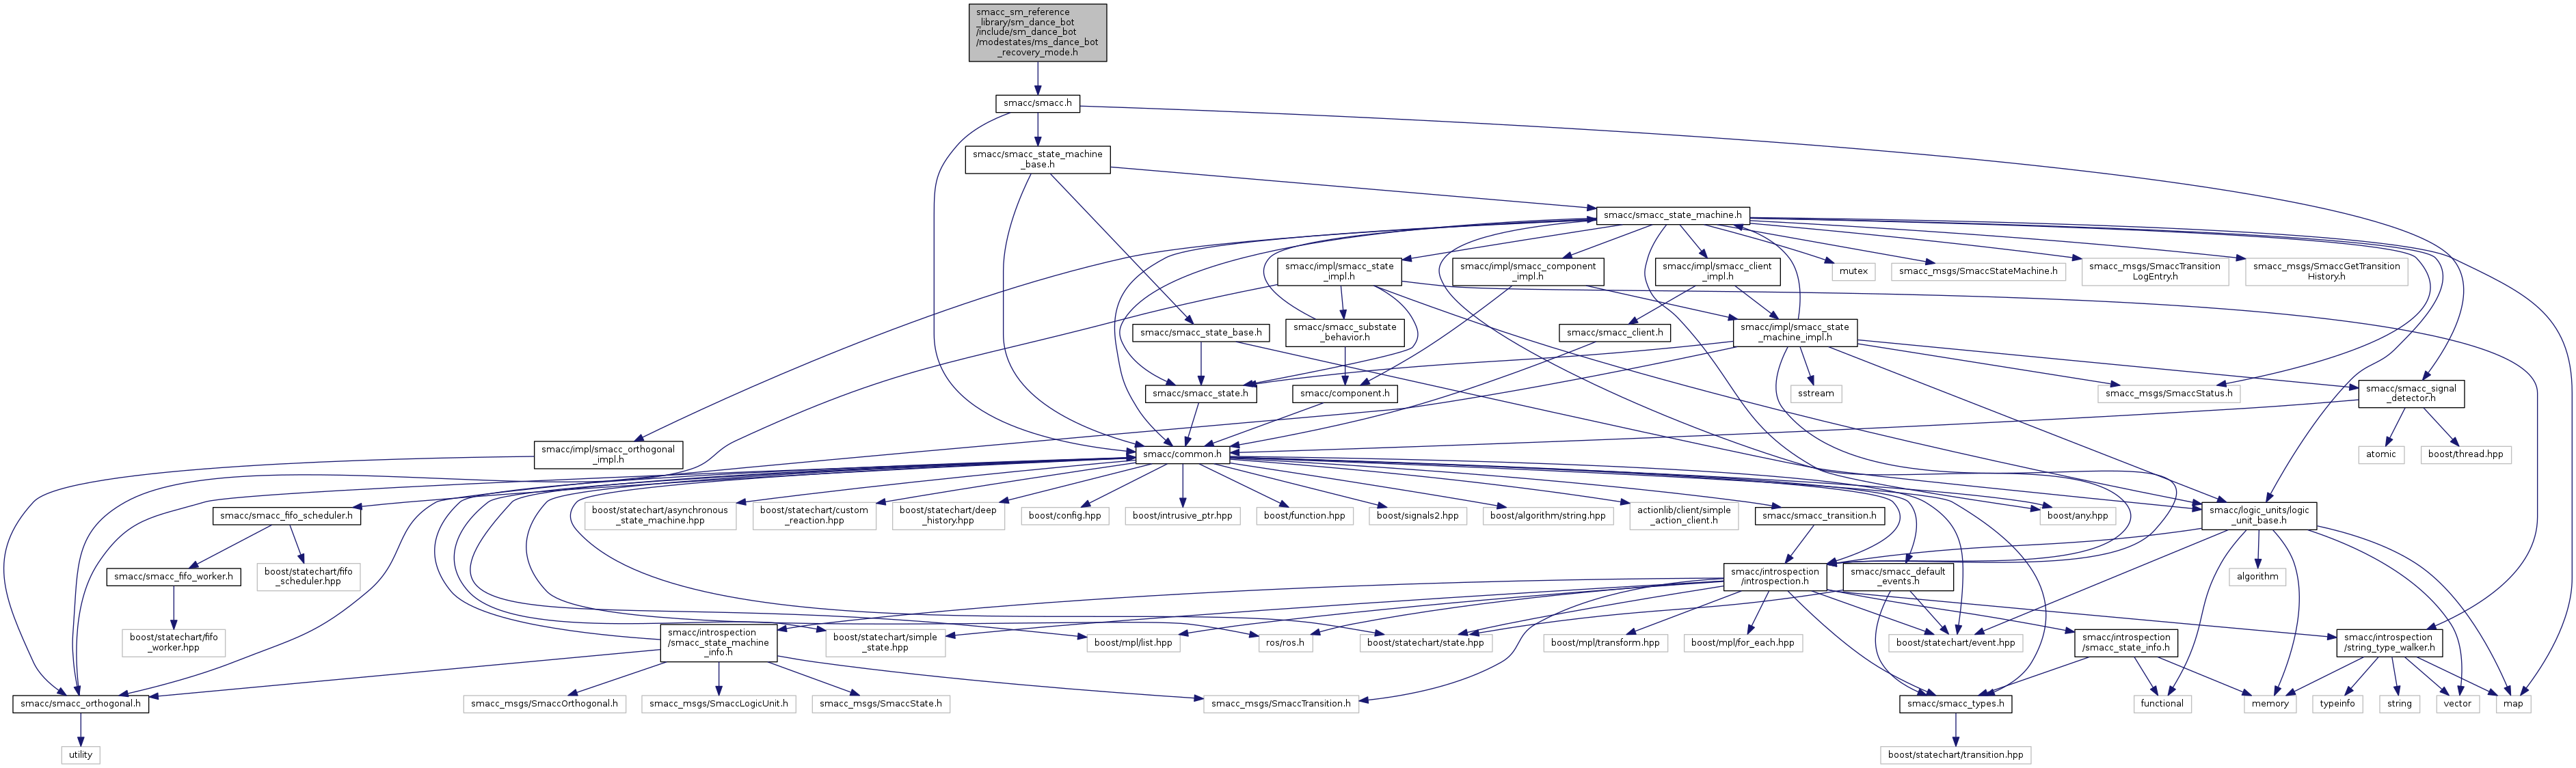 smacc_sm_reference
_library/sm_dance_bot
/include/sm_dance_bot
/modestates/ms_dance_bot
_recovery_mode.h
smacc/smacc.h
smacc/smacc_state_machine
_base.h
smacc/smacc_state_machine.h
smacc/impl/smacc_state
_impl.h
smacc/impl/smacc_component
_impl.h
smacc/impl/smacc_client
_impl.h
mutex
smacc_msgs/SmaccStateMachine.h
smacc_msgs/SmaccTransition
LogEntry.h
smacc_msgs/SmaccGetTransition
History.h
smacc/smacc_state_base.h
smacc/smacc_substate
_behavior.h
smacc/smacc_client.h
smacc/impl/smacc_state
_machine_impl.h
smacc/smacc_state.h
smacc/component.h
sstream
smacc_msgs/SmaccStatus.h
smacc/smacc_signal
_detector.h
smacc/impl/smacc_orthogonal
_impl.h
smacc/common.h
atomic
boost/thread.hpp
smacc/smacc_fifo_scheduler.h
boost/statechart/asynchronous
_state_machine.hpp
boost/statechart/custom
_reaction.hpp
boost/statechart/deep
_history.hpp
boost/config.hpp
boost/intrusive_ptr.hpp
boost/function.hpp
boost/signals2.hpp
boost/algorithm/string.hpp
actionlib/client/simple
_action_client.h
smacc/smacc_transition.h
boost/any.hpp
smacc/logic_units/logic
_unit_base.h
smacc/smacc_fifo_worker.h
boost/statechart/fifo
_scheduler.hpp
smacc/introspection
/introspection.h
smacc/smacc_default
_events.h
algorithm
boost/statechart/fifo
_worker.hpp
smacc/introspection
/smacc_state_machine
_info.h
boost/statechart/simple
_state.hpp
boost/mpl/list.hpp
ros/ros.h
boost/statechart/state.hpp
boost/mpl/transform.hpp
boost/mpl/for_each.hpp
boost/statechart/event.hpp
smacc/introspection
/smacc_state_info.h
smacc/introspection
/string_type_walker.h
smacc/smacc_orthogonal.h
smacc_msgs/SmaccOrthogonal.h
smacc_msgs/SmaccLogicUnit.h
smacc_msgs/SmaccState.h
smacc_msgs/SmaccTransition.h
smacc/smacc_types.h
functional
memory
typeinfo
string
vector
map
utility
boost/statechart/transition.hpp